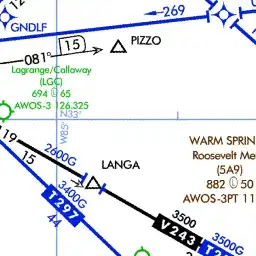 GNDLF
269
15
081°
PIZZO
Lagrange/Callaway
(LGC)
694 Ⓛ 65
AWOS-3 126.325
N33°
W85°
19
15
WARM SPRIN
Roosevelt Me
(5A9)
882 Ⓛ 50
AWOS-3PT 11
2600G
LANGA
3400G
T297
44
3500
V243
3500G